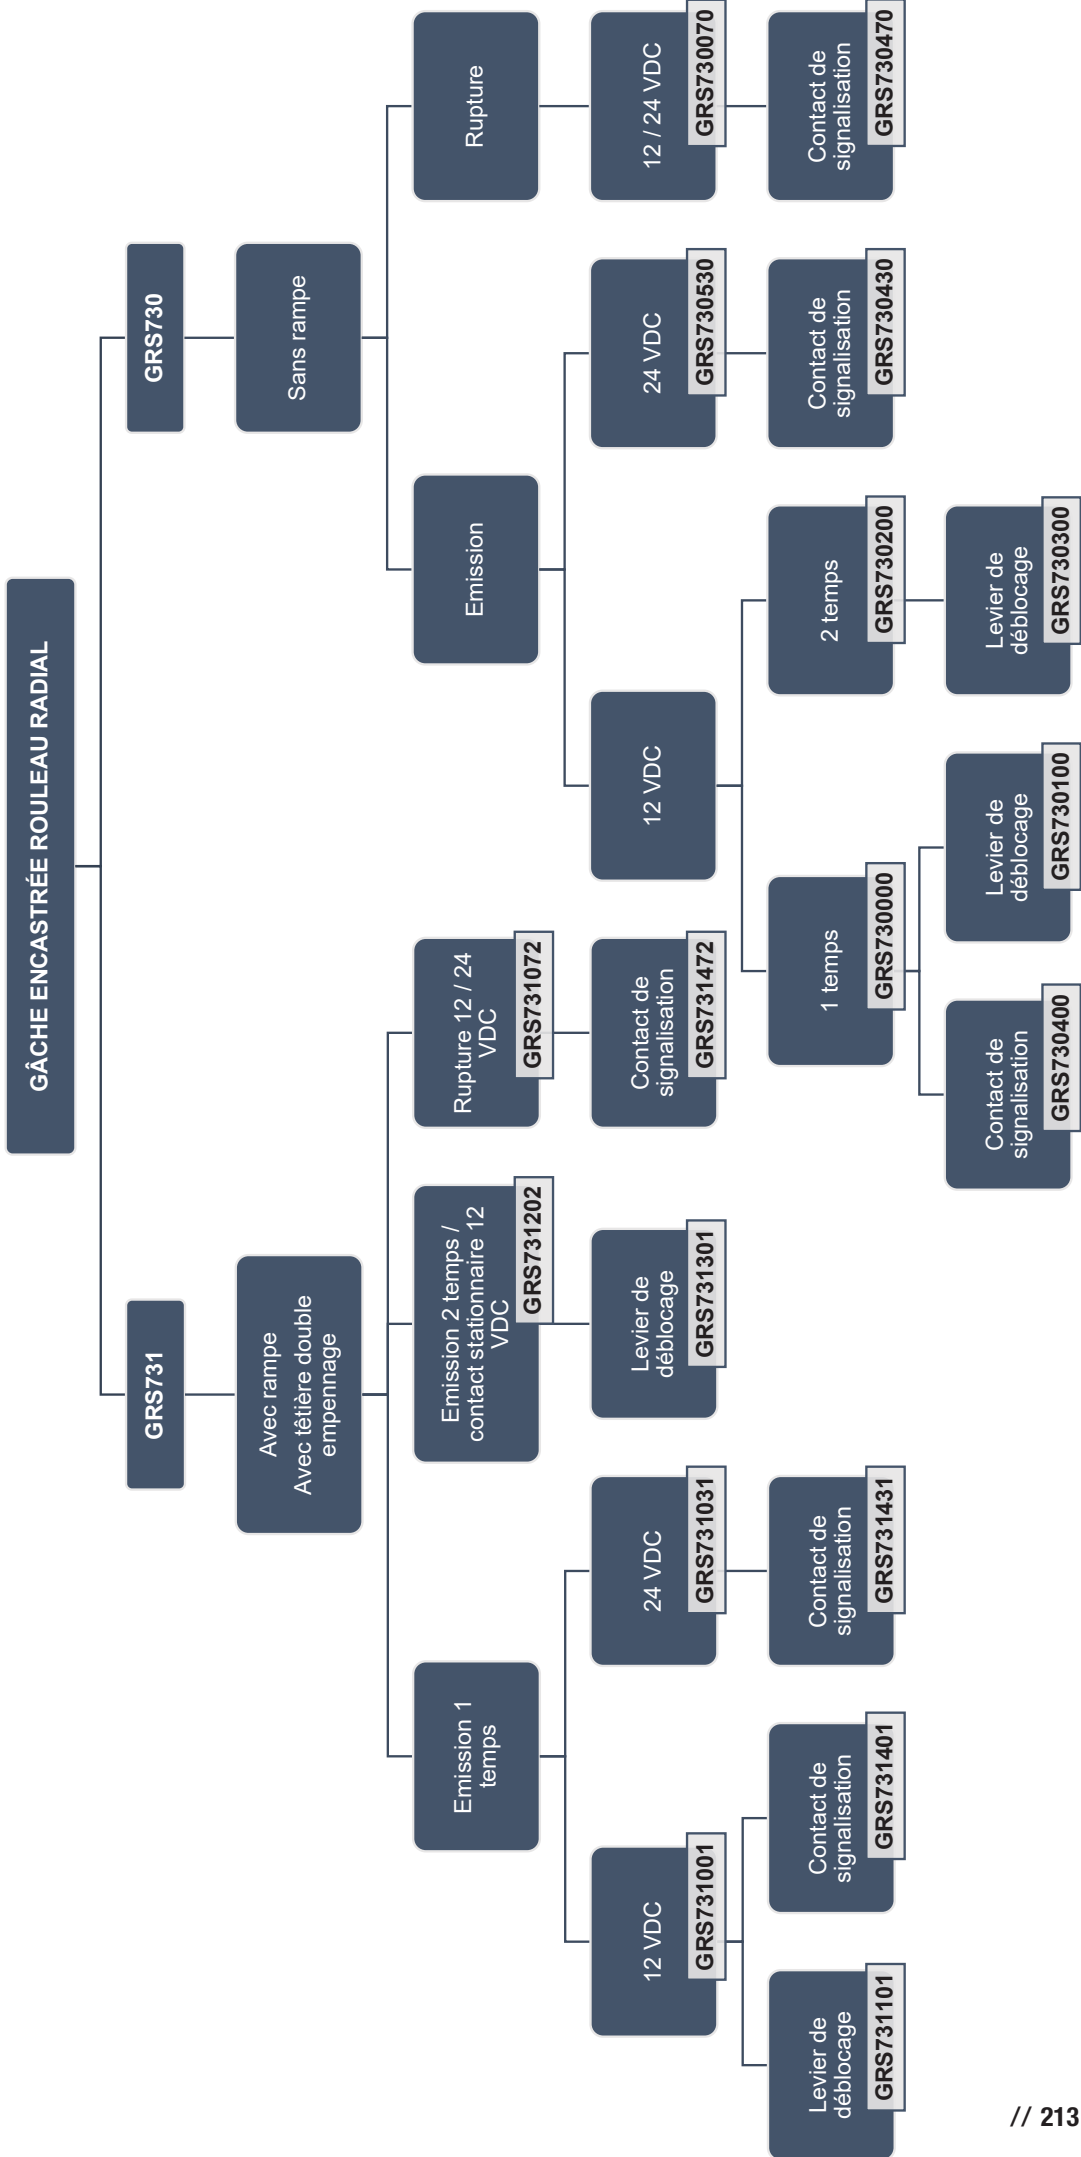 GÂCHE ENCASTRÉE ROULEAU RADIAL
GRS731
Avec rampe
Avec têtière double
empennage
Emission 1
temps
12 VDC
GRS731001
Levier de
déblocage
GRS731101
Contact de
signalisation
GRS731401
24 VDC
GRS731031
Contact de
signalisation
GRS731431
Emission 2 temps /
contact stationnaire 12
VDC
GRS731202
Levier de
déblocage
GRS731301
Rupture 12 / 24
VDC
GRS731072
Contact de
signalisation
GRS731472
GRS730
Sans rampe
Emission
12 VDC
1 temps
GRS730000
Contact de
signalisation
GRS730400
Levier de
déblocage
GRS730100
2 temps
GRS730200
Levier de
déblocage
GRS730300
24 VDC
GRS730530
Contact de
signalisation
GRS730430
Rupture
12 / 24 VDC
GRS730070
Contact de
signalisation
GRS730470
// 213